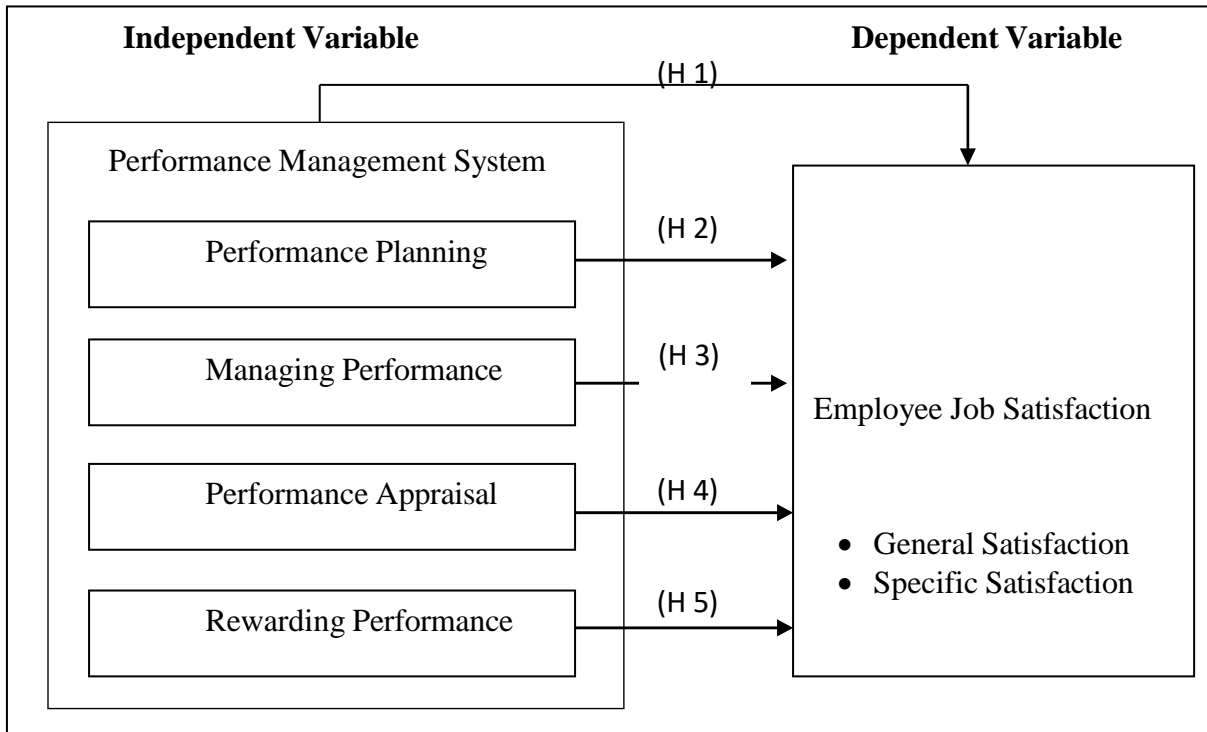 Independent Variable
Dependent Variable
(H 1)
Performance Management System
Performance Planning
(H 2)
Managing Performance
(H 3)
Employee Job Satisfaction
Performance Appraisal
(H 4)
• General Satisfaction
• Specific Satisfaction
Rewarding Performance
(H 5)